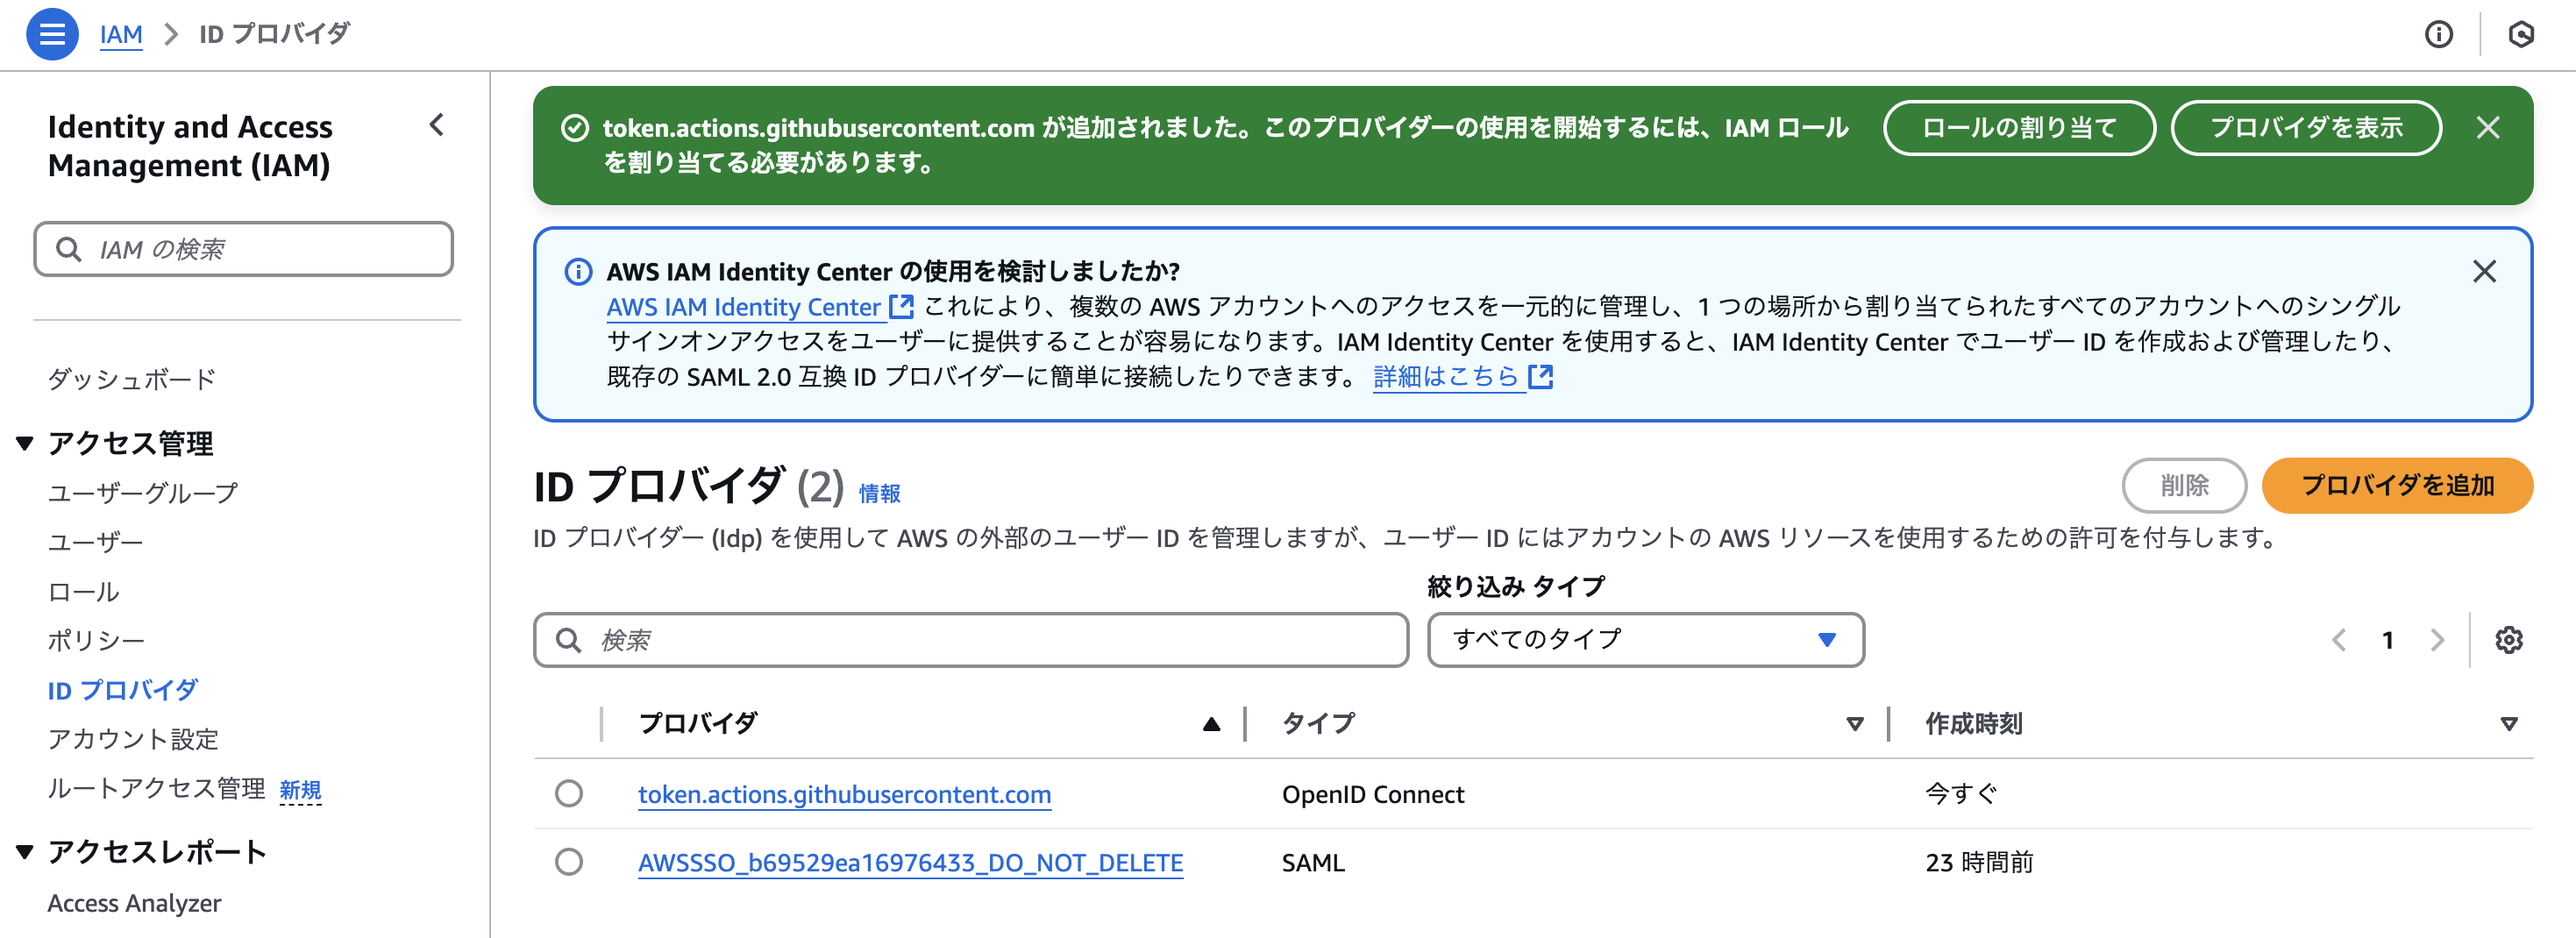 IAM > ID プロバイダ
Identity and Access
Management (IAM)
IAM の検索
ダッシュボード
アクセス管理
ユーザーグループ
ユーザー
ロール
ポリシー
ID プロバイダ
アカウント設定
ルートアクセス管理 新規
アクセスレポート
Access Analyzer
token.actions.githubusercontent.com が追加されました。このプロバイダーの使用を開始するには、IAM ロール
を割り当てる必要があります。
ロールの割り当て
プロバイダを表示
AWS IAM Identity Center の使用を検討しましたか?
AWS IAM Identity Center これにより、複数の AWS アカウントへのアクセスを一元的に管理し、1 つの場所から割り当てられたすべてのアカウントへのシングル
サインオンアクセスをユーザーに提供することが容易になります。IAM Identity Center を使用すると、IAM Identity Center でユーザー ID を作成および管理したり、
既存の SAML 2.0 互換 ID プロバイダーに簡単に接続したりできます。 詳細はこちら
ID プロバイダ (2) 情報
削除
プロバイダを追加
ID プロバイダー (Idp) を使用して AWS の外部のユーザー ID を管理しますが、ユーザー ID にはアカウントの AWS リソースを使用するための許可を付与します。
絞り込み タイプ
検索
すべてのタイプ
1
プロバイダ タイプ 作成時刻
token.actions.githubusercontent.com OpenID Connect 今すぐ
AWSSSO_b69529ea16976433_DO_NOT_DELETE SAML 23 時間前